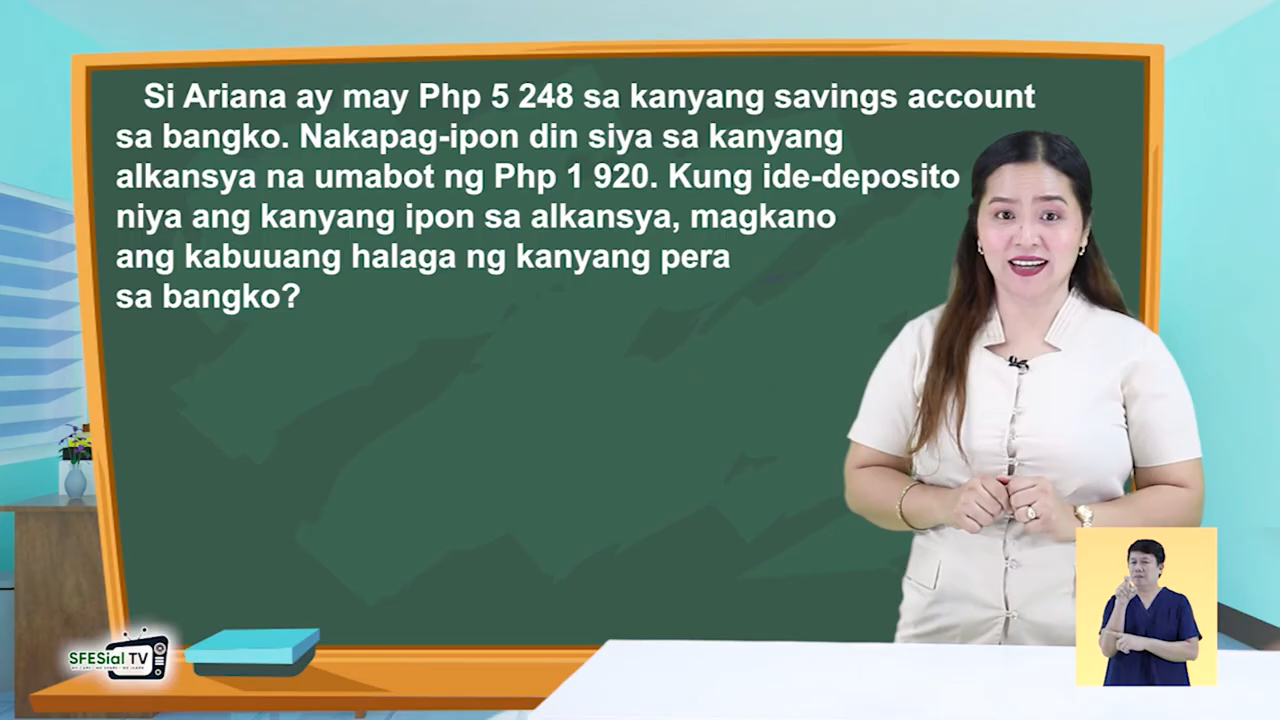 Si Ariana ay may Php 5 248 sa kanyang savings account
sa bangko. Nakapag-ipon din siya sa kanyang
alkansya na umabot ng Php 1 920. Kung ide-deposito
niya ang kanyang ipon sa alkansya, magkano
ang kabuuang halaga ng kanyang pera
sa bangko?
SFESial TV